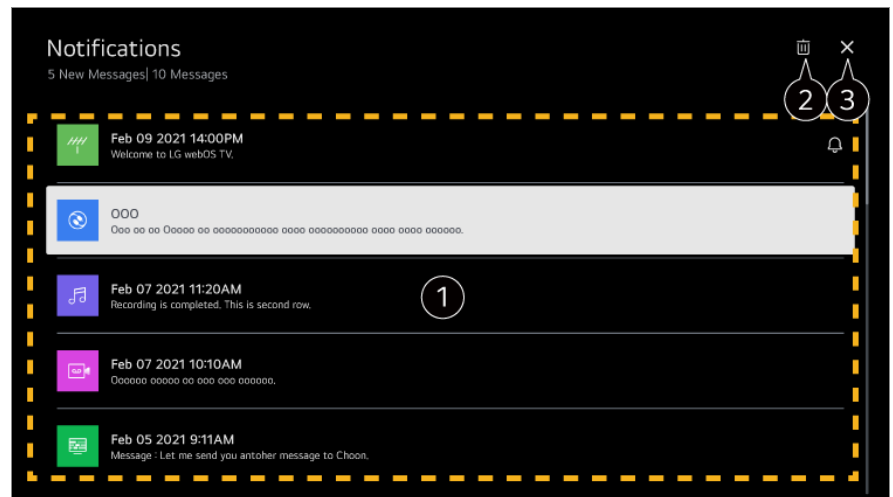 Notifications
5 New Messages| 10 Messages
2
3
Feb 09 2021 14:00PM
Welcome to LG webOS TV.
OOO
Ooo oo oo Ooooo oo ooooooooooo oooo oooooooooo oooo oooo oooooo.
Feb 07 2021 11:20AM
Recording is completed. This is second row.
1
Feb 07 2021 10:10AM
Oooooo ooooo oo ooo ooo oooooo.
Feb 05 2021 9:11AM
Message : Let me send you antoher message to Choon.